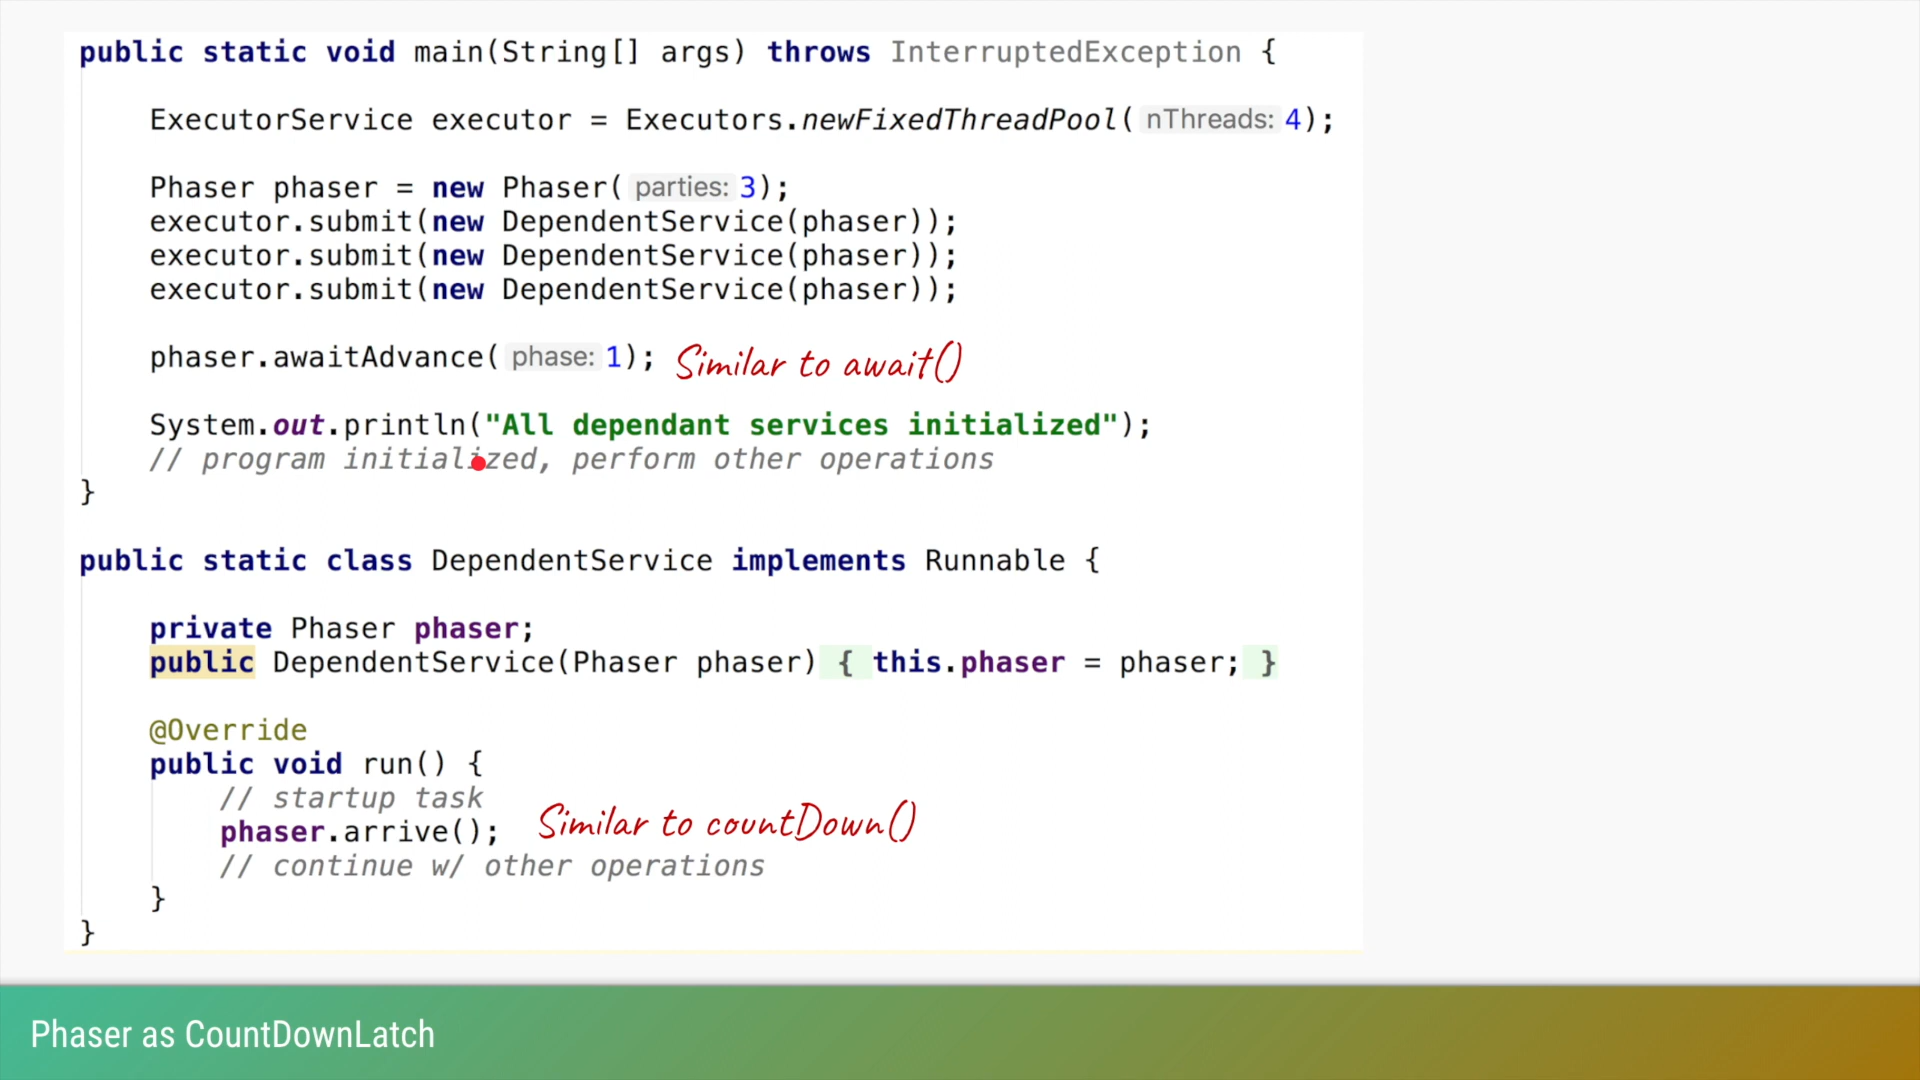 public static void main(String[] args) throws InterruptedException {
ExecutorService executor = Executors.newFixedThreadPool( nThreads: 4);
Phaser phaser = new Phaser( parties: 3);
executor.submit(new DependentService(phaser));
executor.submit(new DependentService(phaser));
executor.submit(new DependentService(phaser));
phaser.awaitAdvance( phase: 1); Similar to await()
System.out.println("All dependant services initialized");
// program initialized, perform other operations
}
public static class DependentService implements Runnable {
private Phaser phaser;
public DependentService(Phaser phaser) { this.phaser = phaser; }
@Override
public void run() {
// startup task
phaser.arrive(); Similar to countDown()
// continue w/ other operations
}
}
Phaser as CountDownLatch